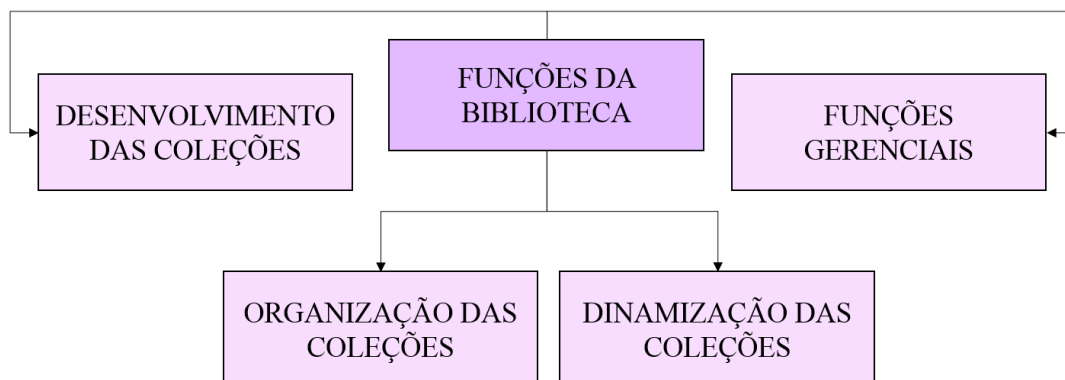 FUNÇÕES DA
BIBLIOTECA
DESENVOLVIMENTO
DAS COLEÇÕES
FUNÇÕES
GERENCIAIS
ORGANIZAÇÃO DAS
COLEÇÕES
DINAMIZAÇÃO DAS
COLEÇÕES